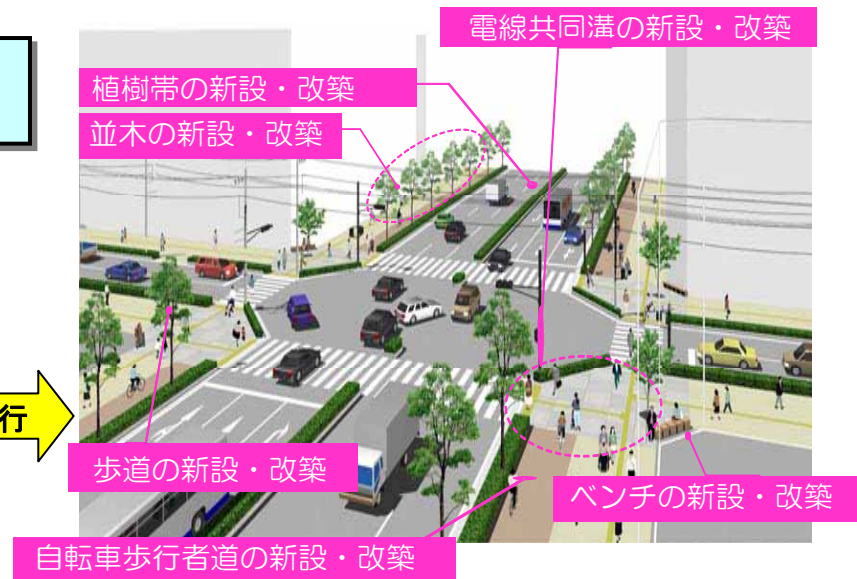 電線共同溝の新設・改築
植樹帯の新設・改築
並木の新設・改築
行
歩道の新設・改築
ベンチの新設・改築
自転車歩行者道の新設・改築